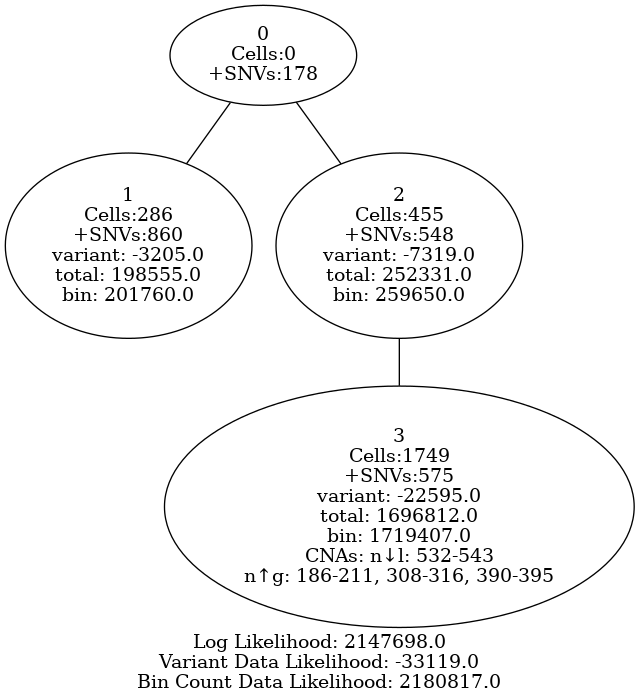 0
Cells:0
+SNVs:178
1
Cells:286
+SNVs:860
variant: -3205.0
total: 198555.0
bin: 201760.0
2
Cells:455
+SNVs:548
variant: -7319.0
total: 252331.0
bin: 259650.0
3
Cells:1749
+SNVs:575
variant: -22595.0
total: 1696812.0
bin: 1719407.0
CNAs: n↓l: 532-543
n↑g: 186-211, 308-316, 390-395
Log Likelihood: 2147698.0
Variant Data Likelihood: -33119.0
Bin Count Data Likelihood: 2180817.0